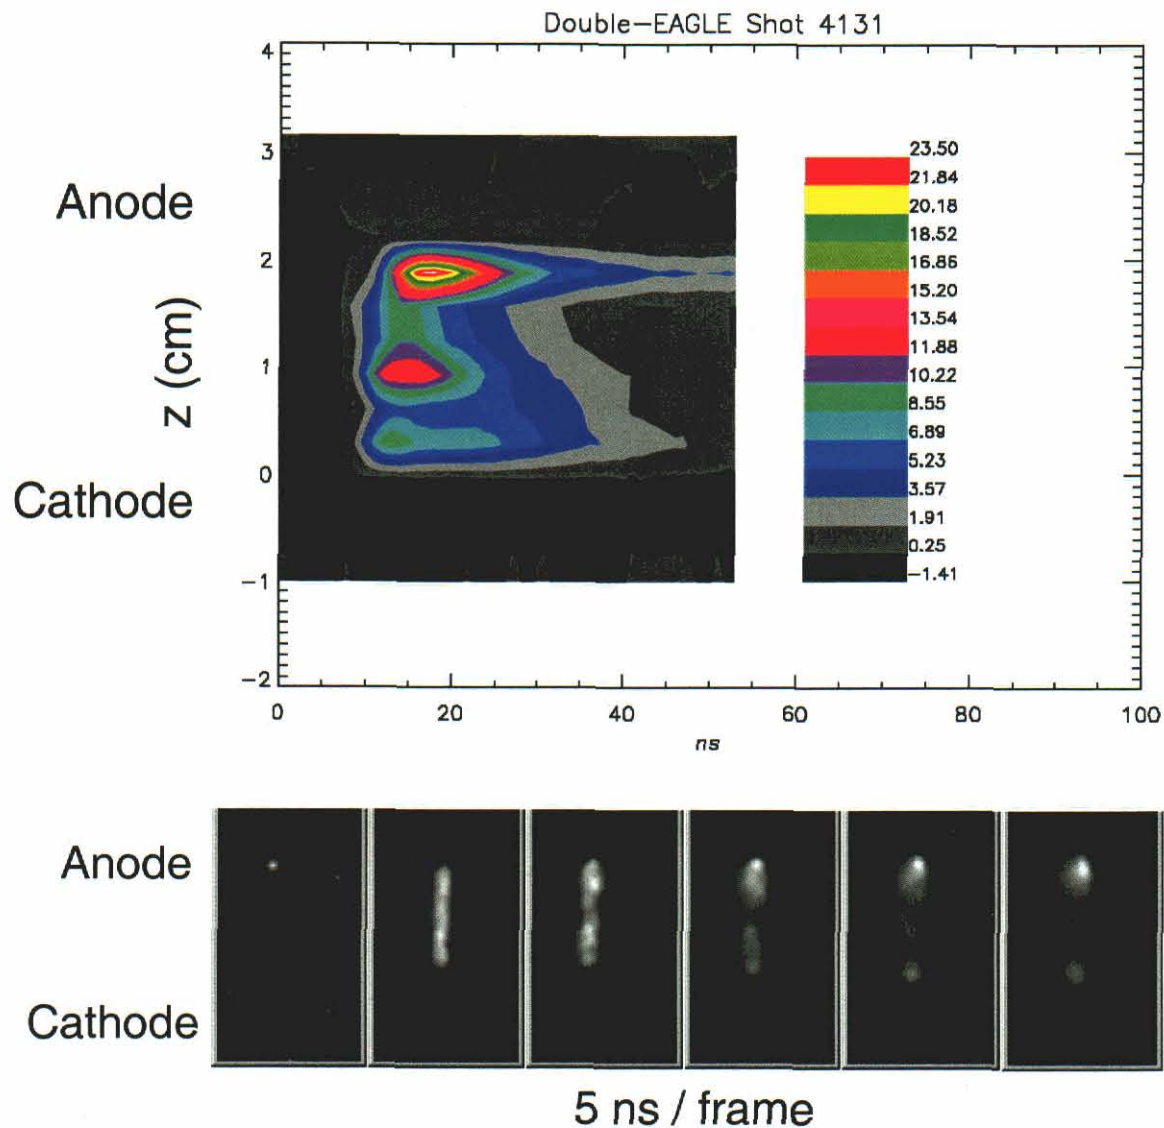 Double-EAGLE Shot 4131
4
3
2
1
0
-1
-2
Anode
z (cm)
Cathode
23.50
21.84
20.18
18.52
16.86
15.20
13.54
11.88
10.22
8.55
6.89
5.23
3.57
1.91
0.25
-1.41
0 20 40 60 80 100
ns
Anode
Cathode
5 ns / frame